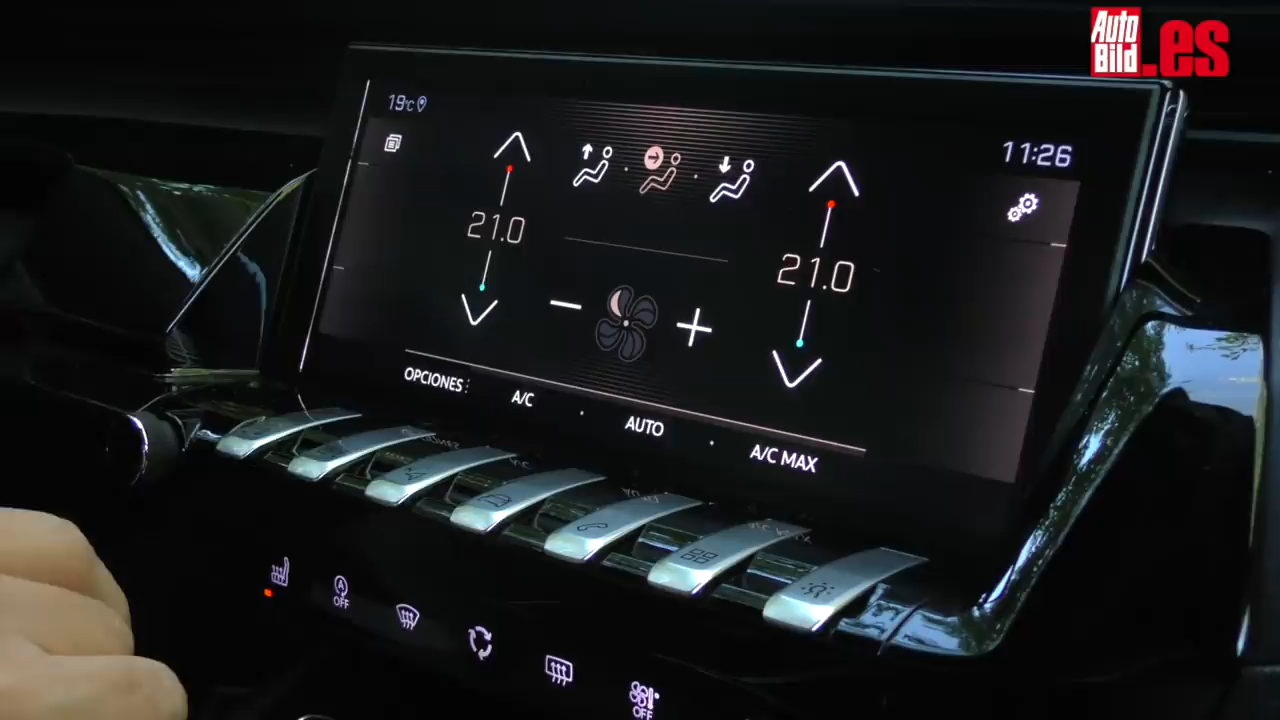 Auto
Bild
.es
19°C
11:26
21.0
21.0
OPCIONES
A/C
AUTO
A/C MAX
A
OFF
OFF